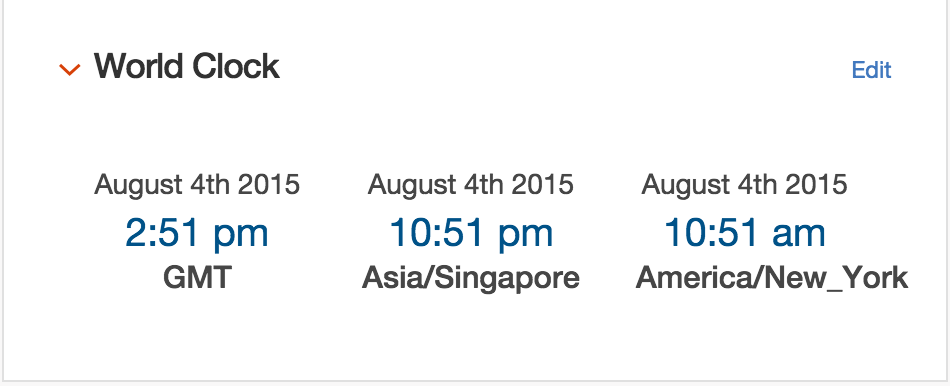 World Clock
Edit
August 4th 2015
August 4th 2015
August 4th 2015
2:51 pm
10:51 pm
10:51 am
GMT
Asia/Singapore
America/New_York